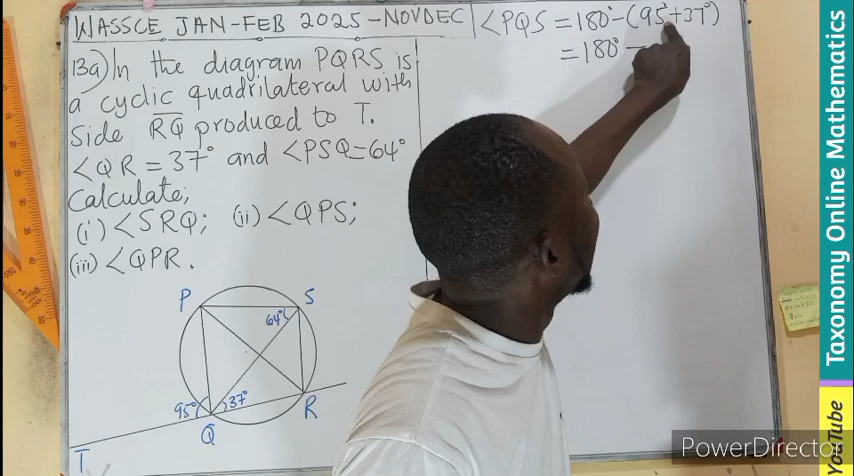 WASSCE JAN-FEB 2025-NOVDEC
13a) In the diagram PQRS is
a cyclic quadrilateral with
Side RQ produced to T.
<QR = 37° and <PSQ=64°
Calculate;
(i) <SRQ; (ii) <QPS;
(iii) <QPR.
P
S
64°
95°
37°
Q
R
T
<PQS = 180° - (95° + 37°)
= 180° -
Taxonomy Online Mathematics
YouTube
PowerDirector